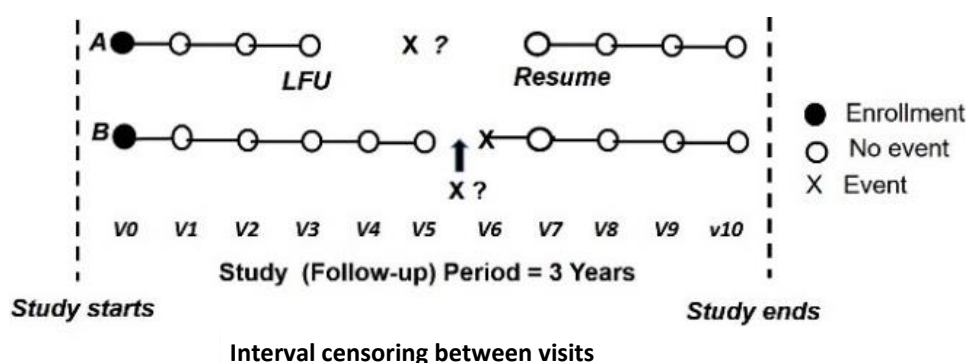 A X ?
LFU Resume
B X
X ?
Enrollment
No event
X Event
V0 V1 V2 V3 V4 V5 V6 V7 V8 V9 v10
Study (Follow-up) Period = 3 Years
Study starts
Study ends
Interval censoring between visits